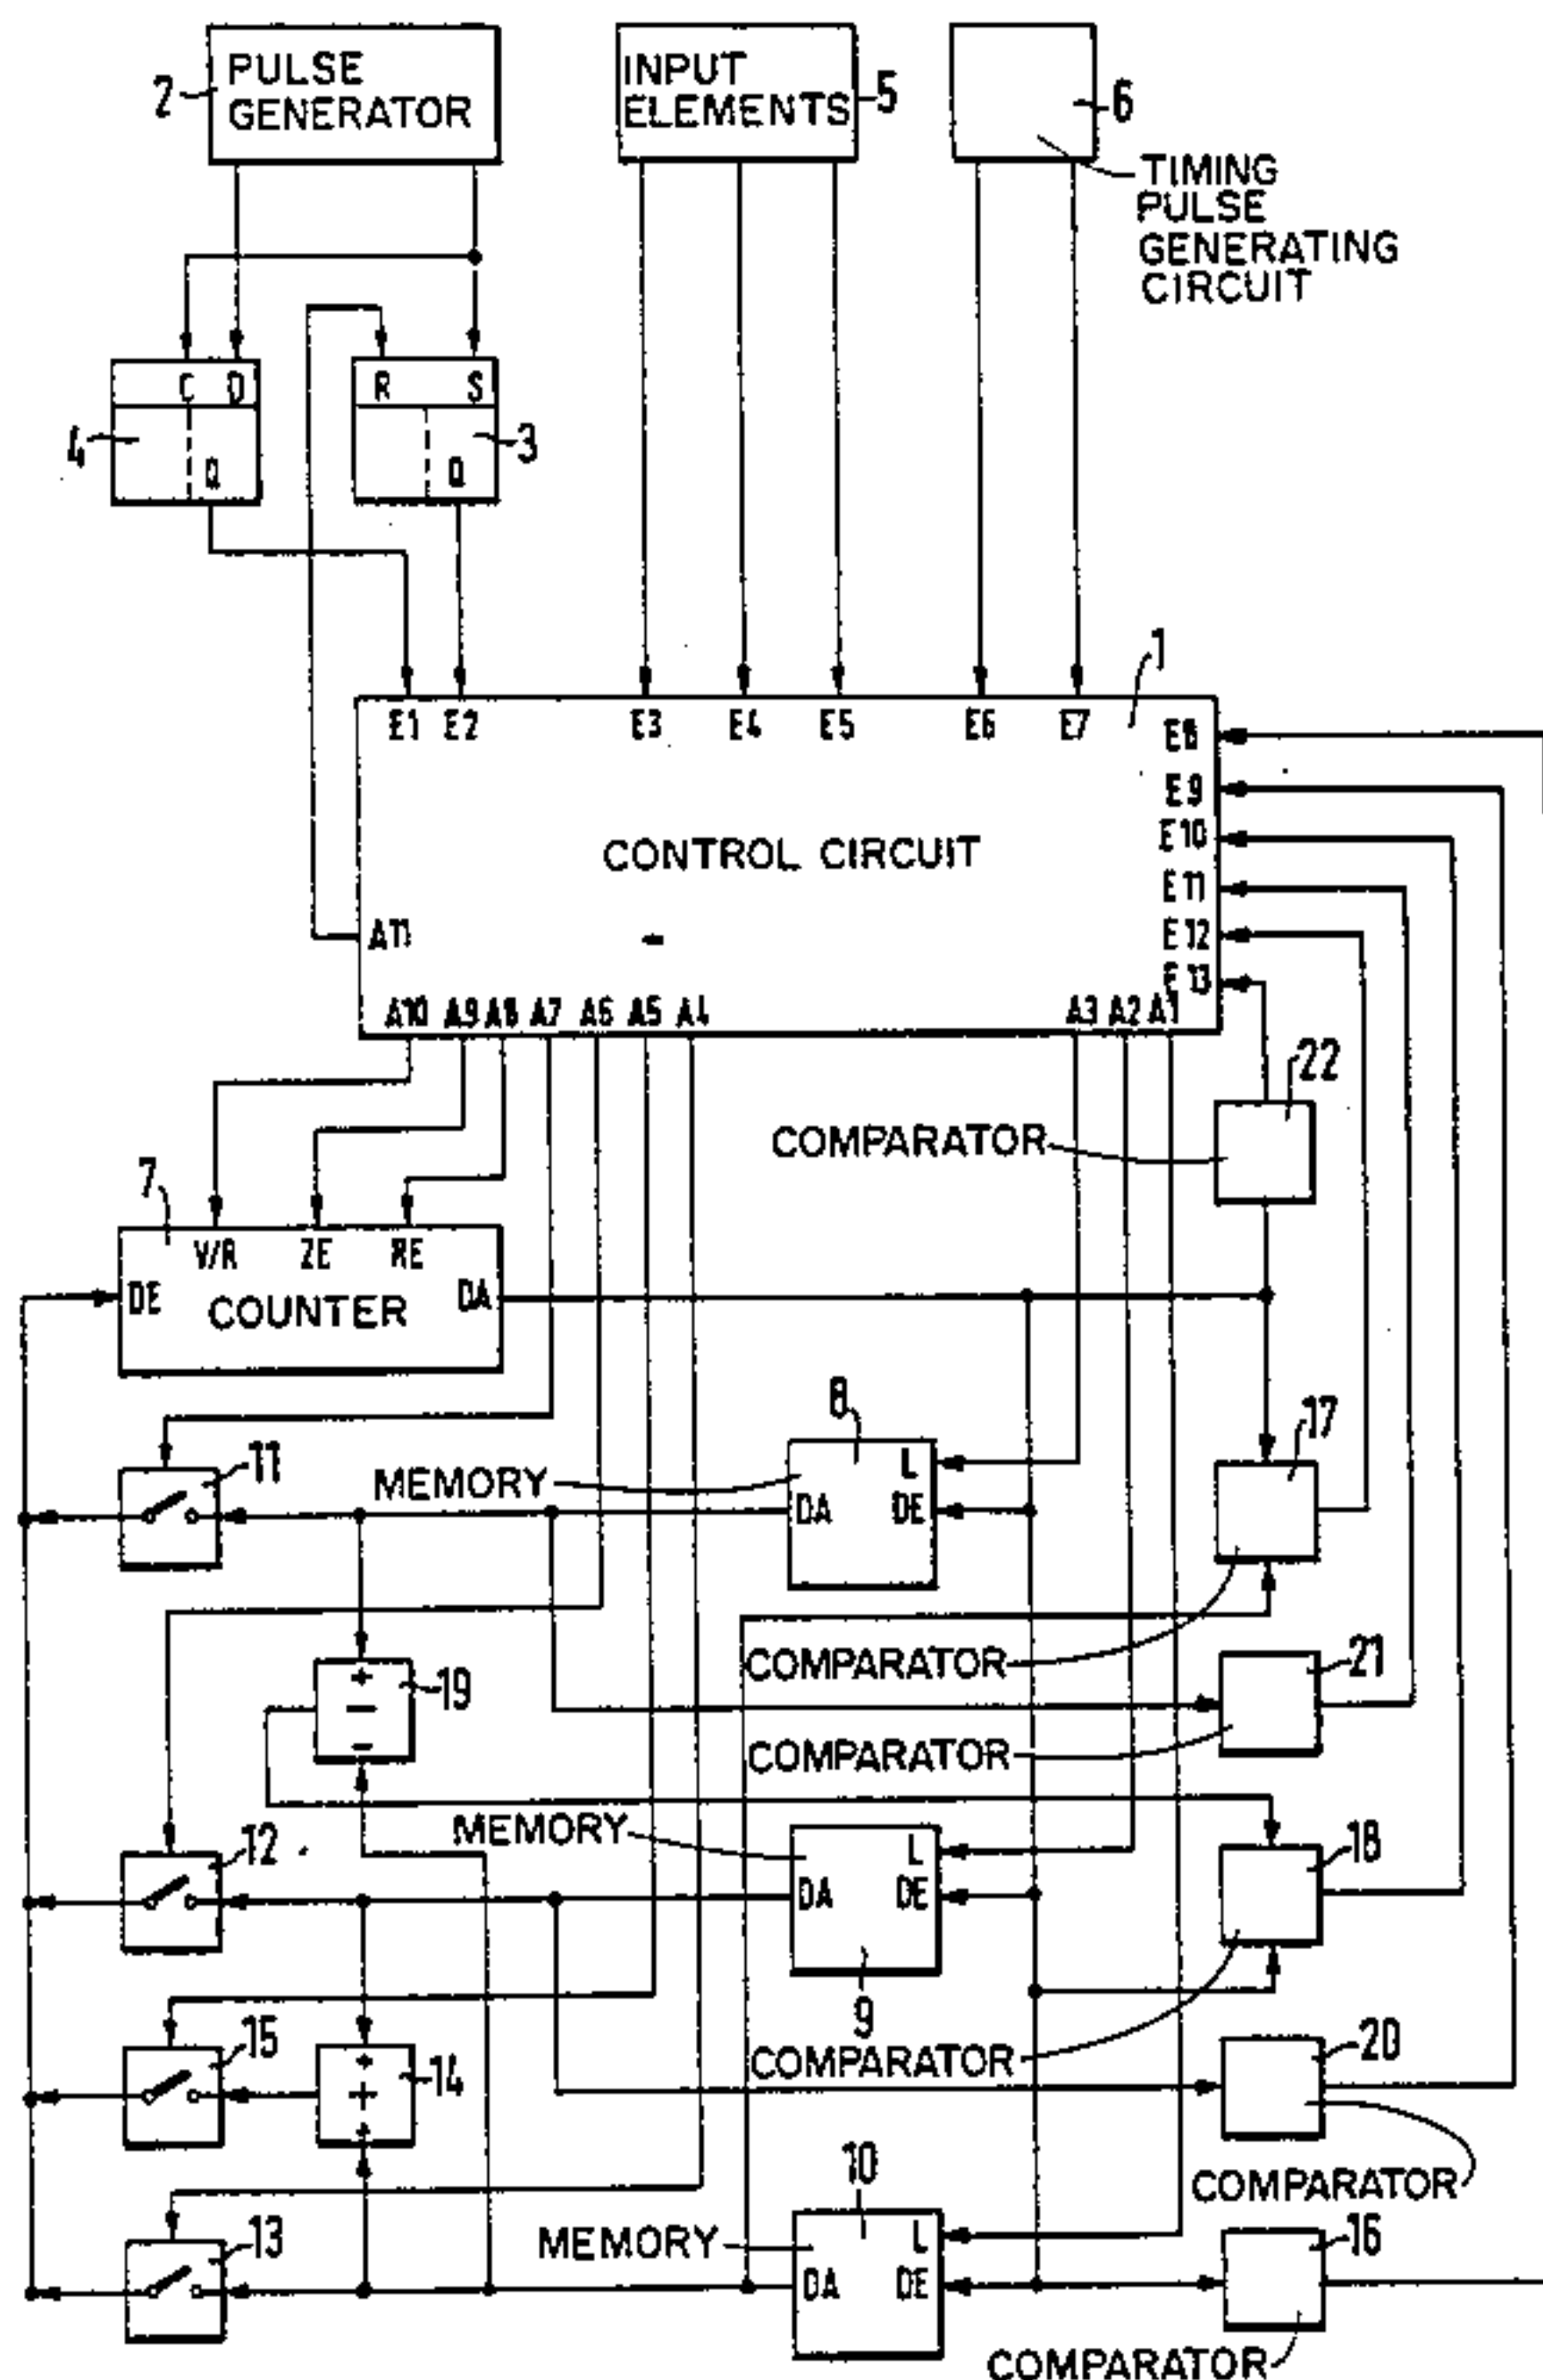 PULSE
GENERATOR
2
INPUT
ELEMENTS
5
6
TIMING
PULSE
GENERATING
CIRCUIT
C D
Q
4
R S
Q
3
1
E1 E2 E3 E4 E5 E6 E7
E8
E9
E10
E11
E12
E13
CONTROL CIRCUIT
A11
A10 A9 A8 A7 A6 A5 A4 A3 A2 A1
22
COMPARATOR
7
V/R ZE RE
DE COUNTER DA
8
MEMORY
L
DA DE
11
17
COMPARATOR
+
−
−
19
21
COMPARATOR
MEMORY
L
DA DE
9
12
18
COMPARATOR
15
+
+
+
14
20
COMPARATOR
10
MEMORY
L
DA DE
13
16
COMPARATOR